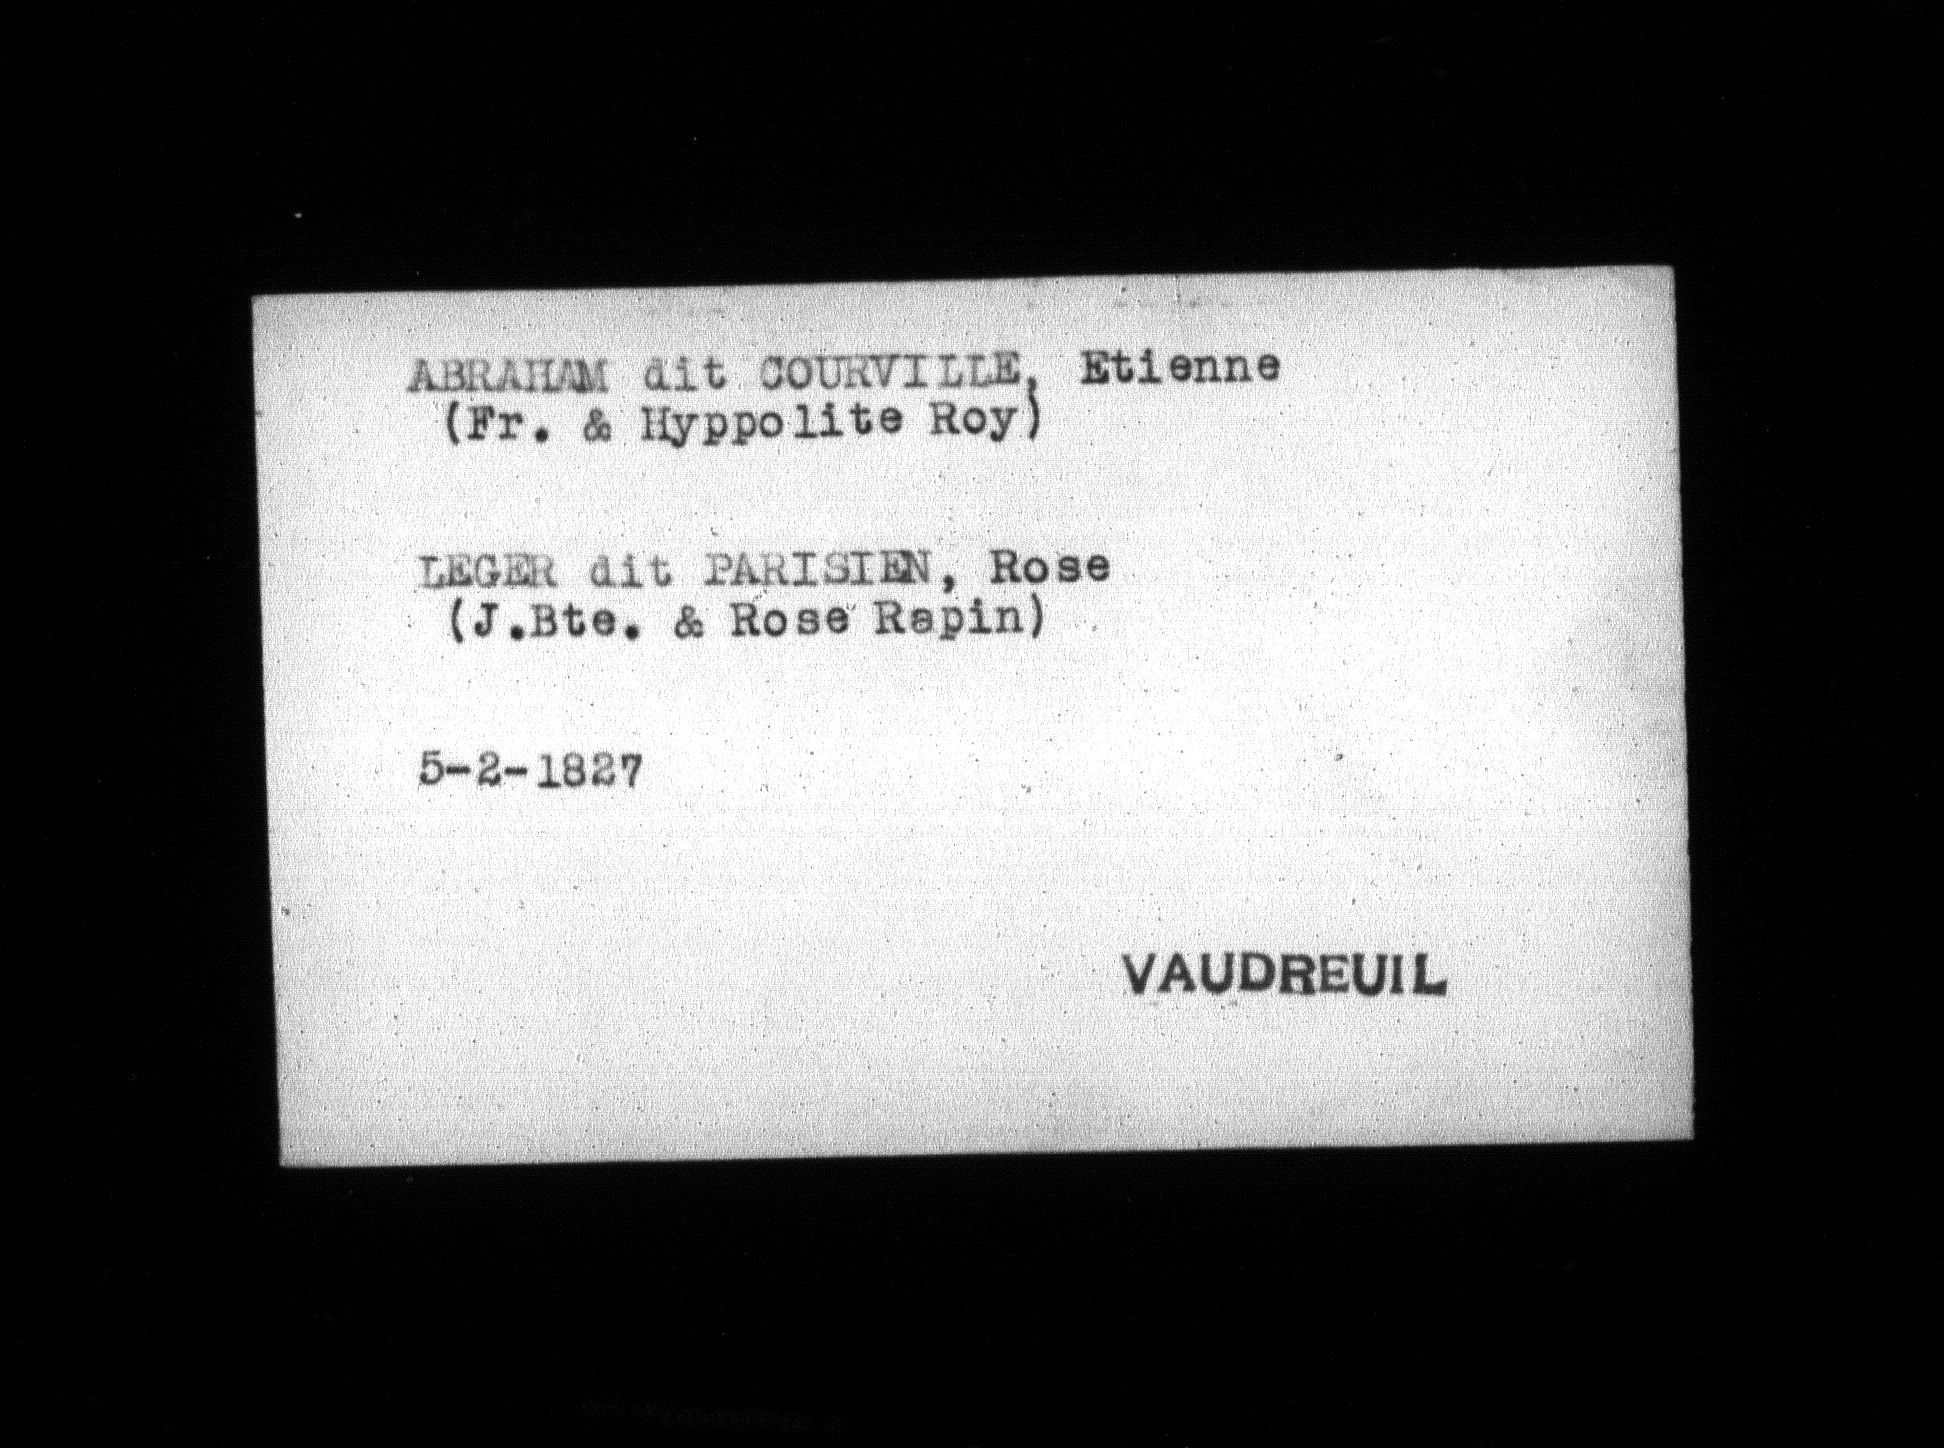 ABRAHAM dit COURVILLE, Etienne
(Fr. & Hyppolite Roy)
LEGER dit PARISIEN, Rose
(J.Bte. & Rose Rapin)
5-2-1827
VAUDREUIL